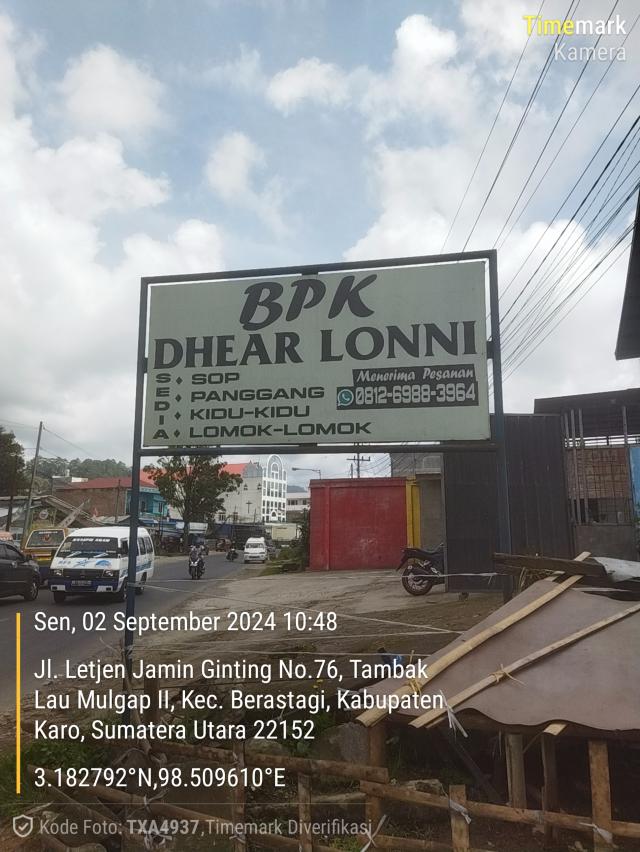 Timemark
Kamera
BPK
DHEAR LONNI
SEDIA
♦ SOP
♦ PANGGANG
♦ KIDU-KIDU
♦ LOMOK-LOMOK
Menerima Pesanan
0812-6988-3964
Sen, 02 September 2024 10:48
Jl. Letjen Jamin Ginting No.76, Tambak
Lau Mulgap II, Kec. Berastagi, Kabupaten
Karo, Sumatera Utara 22152
3.182792°N,98.509610°E
Kode Foto: TXA4937,Timemark Diverifikasi